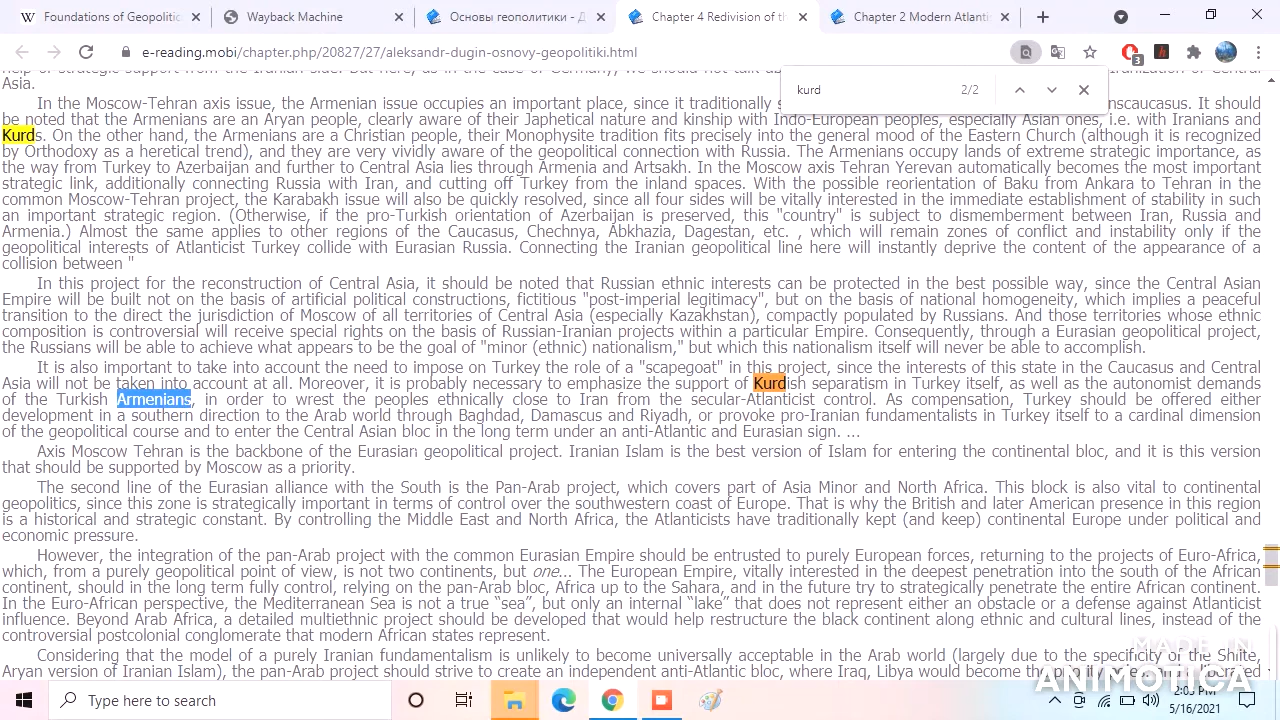 Foundations of Geopolitic
Wayback Machine
Основы геополитики - Д
Chapter 4 Redivision of th
Chapter 2 Modern Atlanti
e-reading.mobi/chapter.php/20827/27/aleksandr-dugin-osnovy-geopolitiki.html
3
kurd 2/2
Asia.
In the Moscow-Tehran axis issue, the Armenian issue occupies an important place, since it traditionally s nscaucasus. It should
be noted that the Armenians are an Aryan people, clearly aware of their Japhetical nature and kinship with Indo-European peoples, especially Asian ones, i.e. with Iranians and
Kurds. On the other hand, the Armenians are a Christian people, their Monophysite tradition fits precisely into the general mood of the Eastern Church (although it is recognized
by Orthodoxy as a heretical trend), and they are very vividly aware of the geopolitical connection with Russia. The Armenians occupy lands of extreme strategic importance, as
the way from Turkey to Azerbaijan and further to Central Asia lies through Armenia and Artsakh. In the Moscow axis Tehran Yerevan automatically becomes the most important
strategic link, additionally connecting Russia with Iran, and cutting off Turkey from the inland spaces. With the possible reorientation of Baku from Ankara to Tehran in the
common Moscow-Tehran project, the Karabakh issue will also be quickly resolved, since all four sides will be vitally interested in the immediate establishment of stability in such
an important strategic region. (Otherwise, if the pro-Turkish orientation of Azerbaijan is preserved, this "country" is subject to dismemberment between Iran, Russia and
Armenia.) Almost the same applies to other regions of the Caucasus, Chechnya, Abkhazia, Dagestan, etc. , which will remain zones of conflict and instability only if the
geopolitical interests of Atlanticist Turkey collide with Eurasian Russia. Connecting the Iranian geopolitical line here will instantly deprive the content of the appearance of a
collision between "
In this project for the reconstruction of Central Asia, it should be noted that Russian ethnic interests can be protected in the best possible way, since the Central Asian
Empire will be built not on the basis of artificial political constructions, fictitious "post-imperial legitimacy", but on the basis of national homogeneity, which implies a peaceful
transition to the direct the jurisdiction of Moscow of all territories of Central Asia (especially Kazakhstan), compactly populated by Russians. And those territories whose ethnic
composition is controversial will receive special rights on the basis of Russian-Iranian projects within a particular Empire. Consequently, through a Eurasian geopolitical project,
the Russians will be able to achieve what appears to be the goal of "minor (ethnic) nationalism," but which this nationalism itself will never be able to accomplish.
It is also important to take into account the need to impose on Turkey the role of a "scapegoat" in this project, since the interests of this state in the Caucasus and Central
Asia will not be taken into account at all. Moreover, it is probably necessary to emphasize the support of Kurdish separatism in Turkey itself, as well as the autonomist demands
of the Turkish Armenians, in order to wrest the peoples ethnically close to Iran from the secular-Atlanticist control. As compensation, Turkey should be offered either
development in a southern direction to the Arab world through Baghdad, Damascus and Riyadh, or provoke pro-Iranian fundamentalists in Turkey itself to a cardinal dimension
of the geopolitical course and to enter the Central Asian bloc in the long term under an anti-Atlantic and Eurasian sign. ...
Axis Moscow Tehran is the backbone of the Eurasian geopolitical project. Iranian Islam is the best version of Islam for entering the continental bloc, and it is this version
that should be supported by Moscow as a priority.
The second line of the Eurasian alliance with the South is the Pan-Arab project, which covers part of Asia Minor and North Africa. This block is also vital to continental
geopolitics, since this zone is strategically important in terms of control over the southwestern coast of Europe. That is why the British and later American presence in this region
is a historical and strategic constant. By controlling the Middle East and North Africa, the Atlanticists have traditionally kept (and keep) continental Europe under political and
economic pressure.
However, the integration of the pan-Arab project with the common Eurasian Empire should be entrusted to purely European forces, returning to the projects of Euro-Africa,
which, from a purely geopolitical point of view, is not two continents, but one... The European Empire, vitally interested in the deepest penetration into the south of the African
continent, should in the long term fully control, relying on the pan-Arab bloc, Africa up to the Sahara, and in the future try to strategically penetrate the entire African continent.
In the Euro-African perspective, the Mediterranean Sea is not a true “sea”, but only an internal “lake” that does not represent either an obstacle or a defense against Atlanticist
influence. Beyond Arab Africa, a detailed multiethnic project should be developed that would help restructure the black continent along ethnic and cultural lines, instead of the
controversial postcolonial conglomerate that modern African states represent.
Considering that the model of a purely Iranian fundamentalism is unlikely to become universally acceptable in the Arab world (largely due to the specificity of the Shiite,
Aryan version of Iranian Islam), the pan-Arab project should strive to create an independent anti-Atlantic bloc, where Iraq, Libya would become the
MADE IN
ANIMOTICA
Type here to search
2:03 PM
5/16/2021